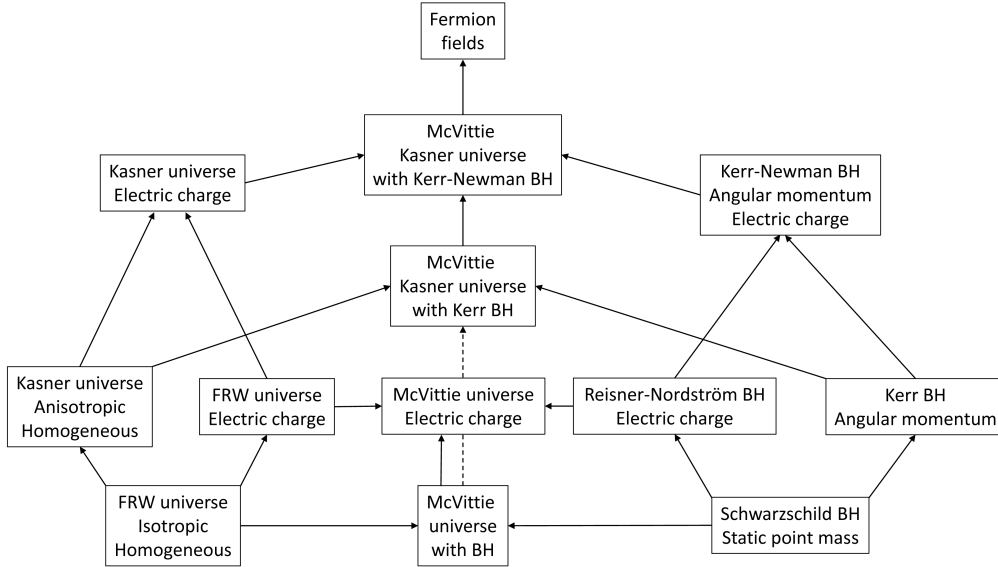 Fermion
fields
McVittie
Kasner universe
with Kerr-Newman BH
Kasner universe
Electric charge
Kerr-Newman BH
Angular momentum
Electric charge
McVittie
Kasner universe
with Kerr BH
Kasner universe
Anisotropic
Homogeneous
FRW universe
Electric charge
McVittie universe
Electric charge
Reisner-Nordström BH
Electric charge
Kerr BH
Angular momentum
FRW universe
Isotropic
Homogeneous
McVittie
universe
with BH
Schwarzschild BH
Static point mass